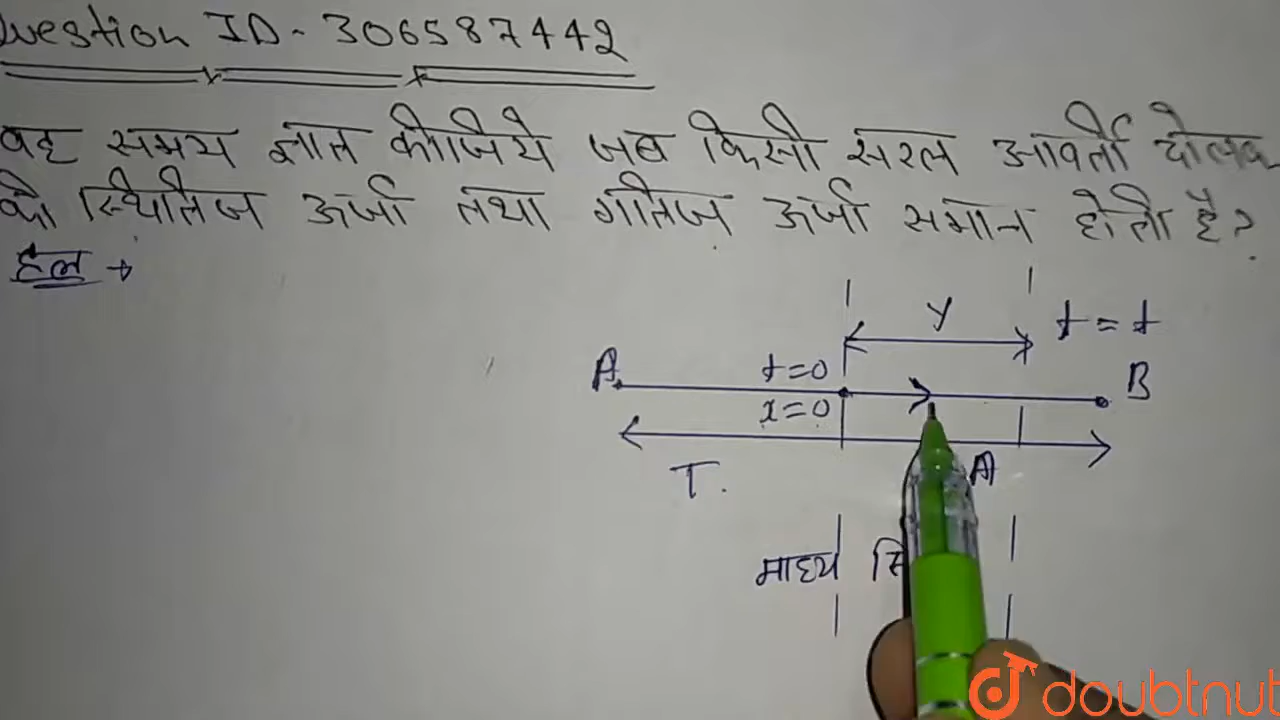 Question ID - 306587442
वह समय ज्ञात कीजिये जब किसी सरल आवर्ती दोलक
की स्थितिज ऊर्जा तथा गतिज ऊर्जा समान होती है?
हल →
y
t = t
A
t=0
B
x=0
T
A
माध्य
doubtnut